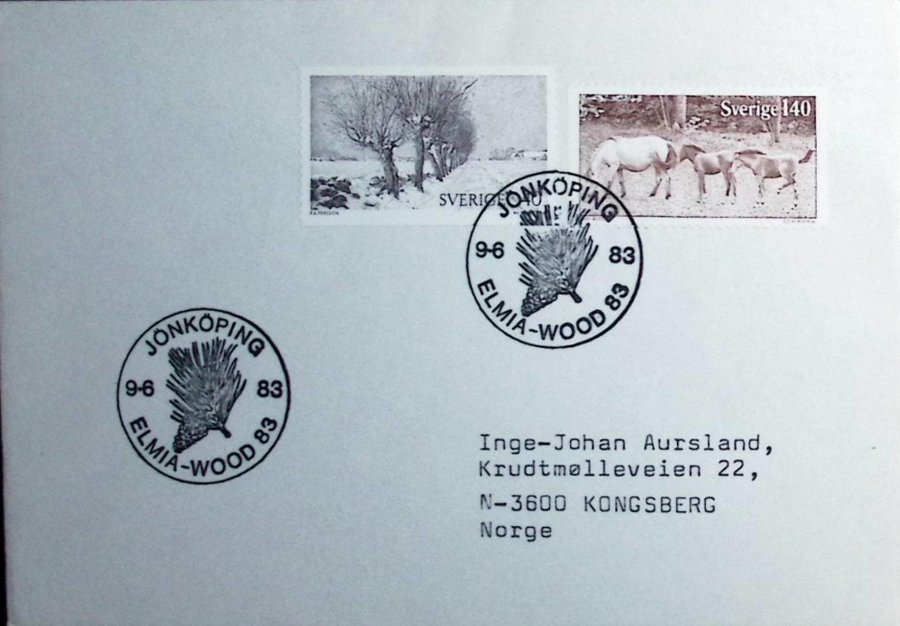 Sverige 140
SVERIGE
P.A. PERSSON
JÖNKÖPING
9-6 83
ELMIA-WOOD 83
JÖNKÖPING
9-6 83
ELMIA-WOOD 83
Inge-Johan Aursland,
Krudtmølleveien 22,
N-3600 KONGSBERG
Norge